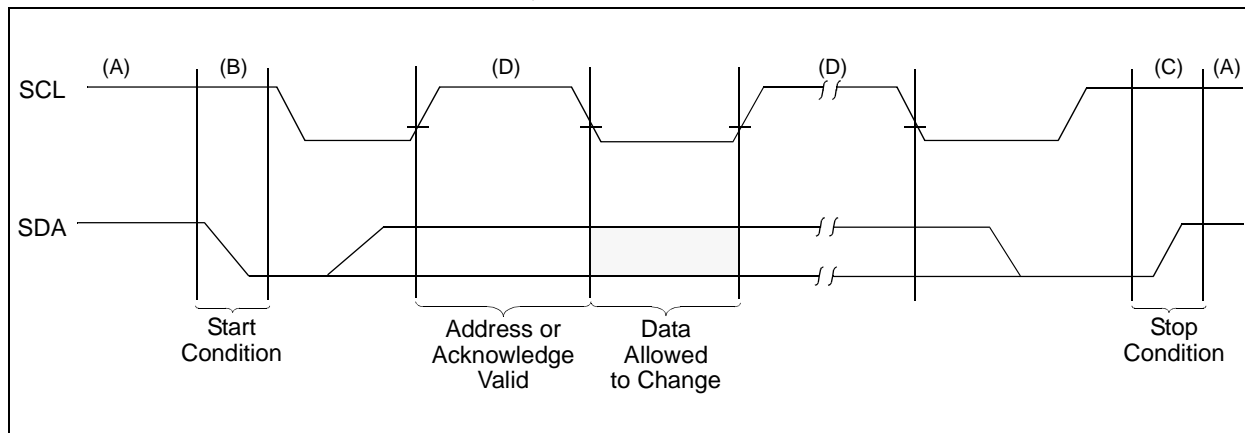 (A)
(B)
(D)
(D)
(C)
(A)
SCL
SDA
Start
Condition
Address or
Acknowledge
Valid
Data
Allowed
to Change
Stop
Condition